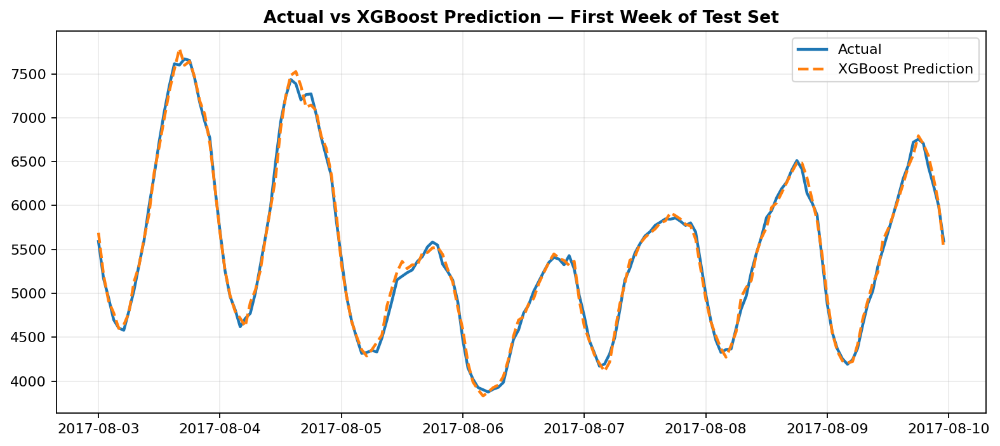 Actual vs XGBoost Prediction — First Week of Test Set
Actual
XGBoost Prediction
7500
7000
6500
6000
5500
5000
4500
4000
2017-08-03 2017-08-04 2017-08-05 2017-08-06 2017-08-07 2017-08-08 2017-08-09 2017-08-10